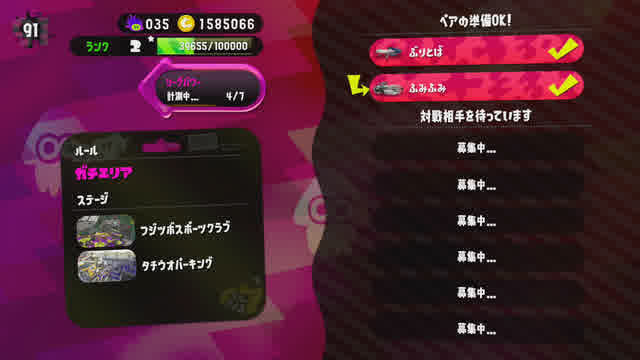 91
035
1585066
ランク 2 39655/100000
リーグパワー
計測中... 4/7
ルール
ガチエリア
ステージ
フジツボスポーツクラブ
タチウオパーキング
ペアの準備OK!
ぷりとば
ふみふみ
対戦相手を待っています
募集中...
募集中...
募集中...
募集中...
募集中...
募集中...